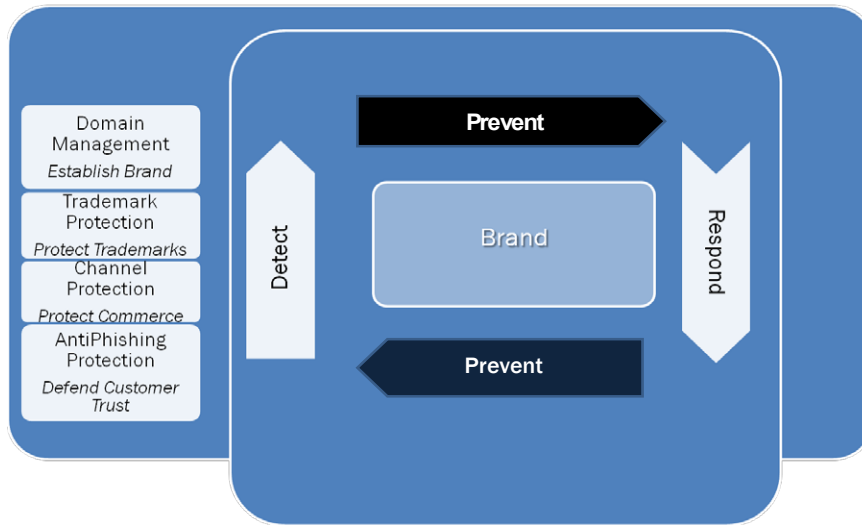 Domain
Management
Establish Brand
Trademark
Protection
Protect Trademarks
Channel
Protection
Protect Commerce
AntiPhishing
Protection
Defend Customer
Trust
Detect
Prevent
Brand
Prevent
Respond